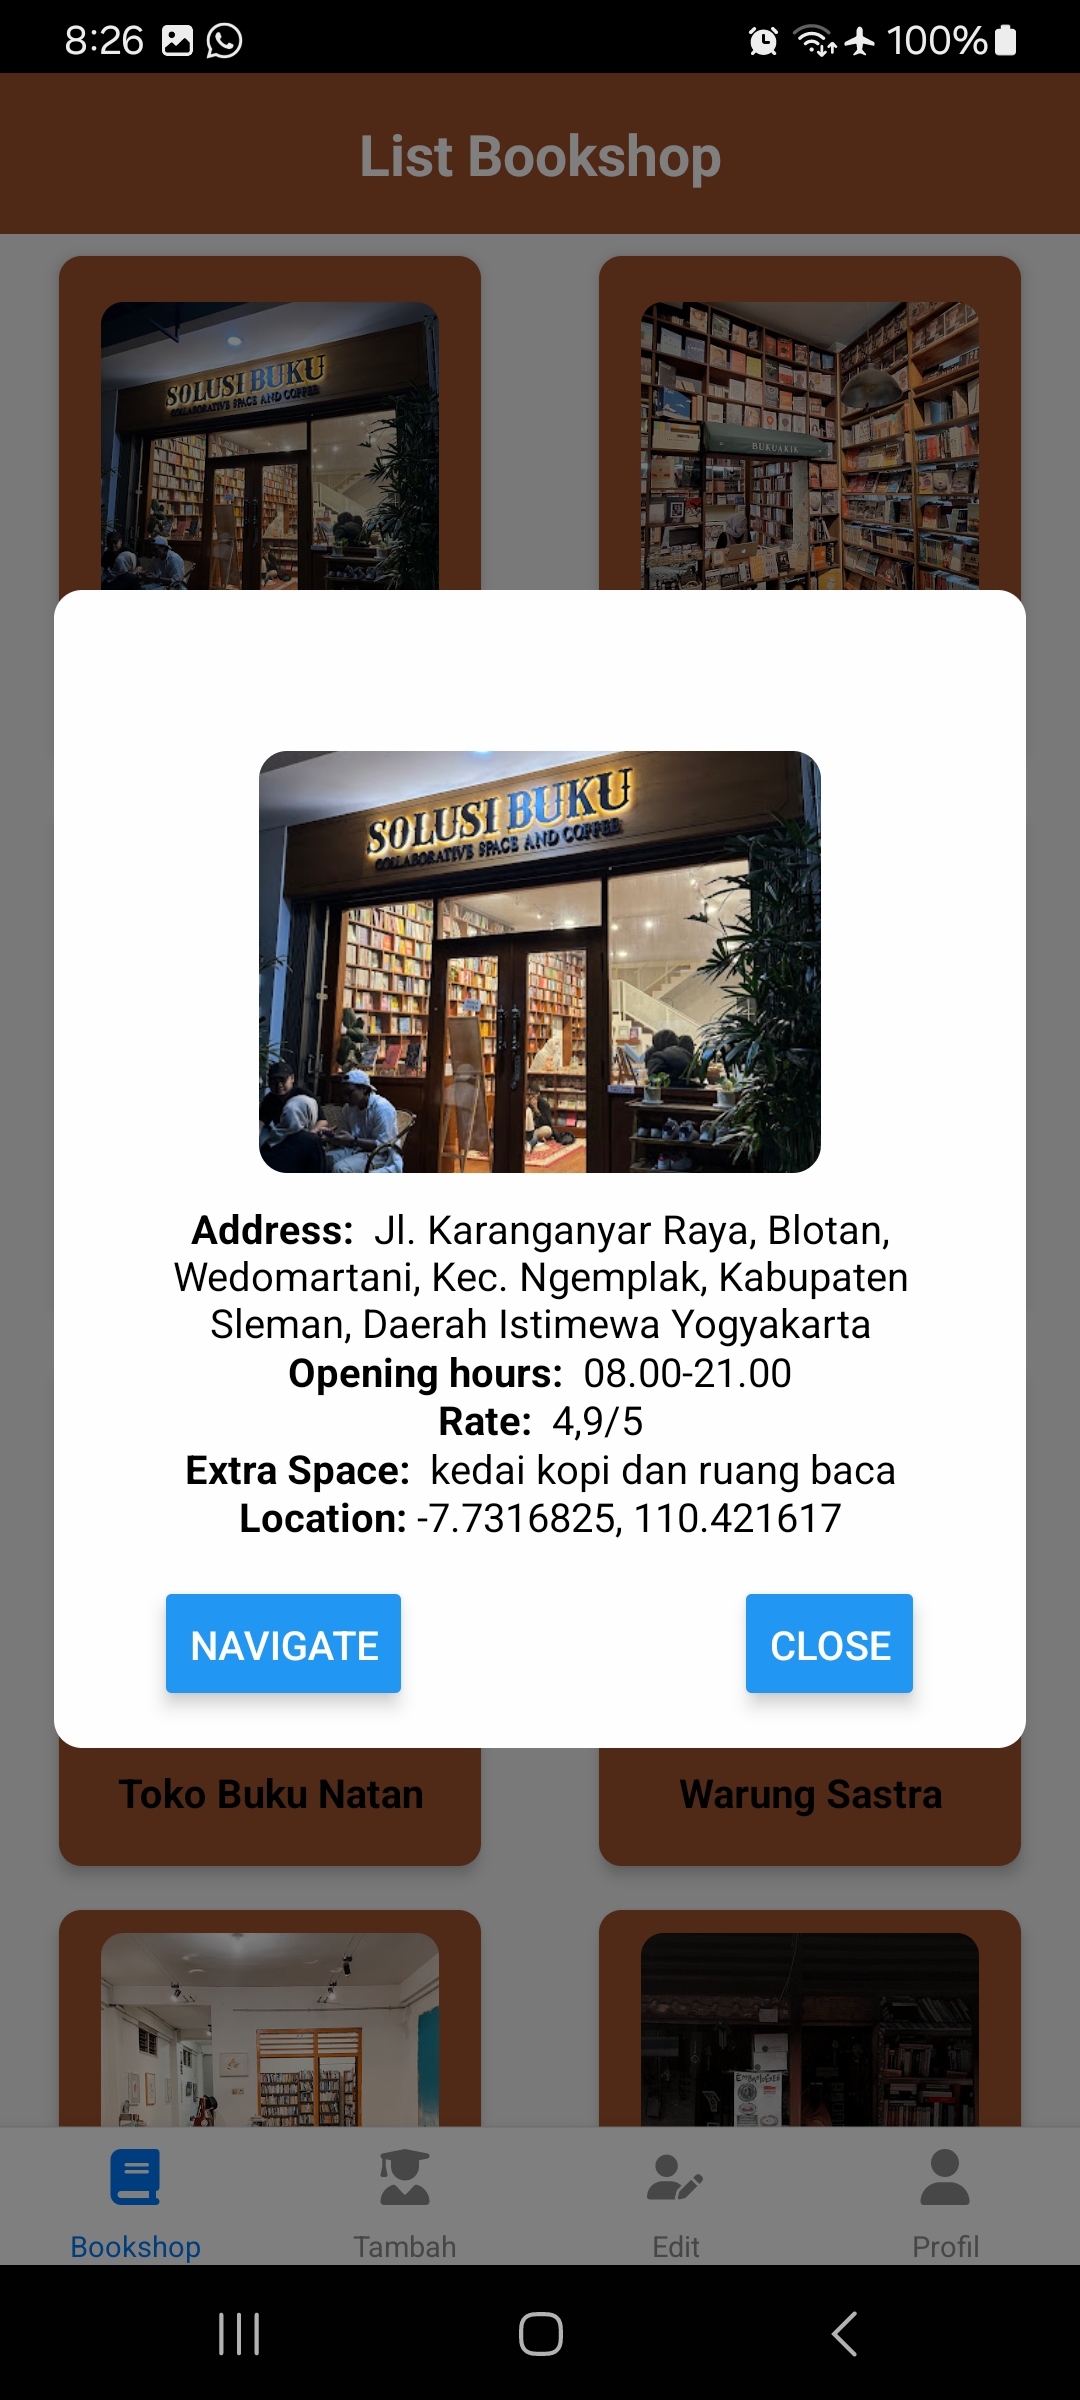 8:26
100%
List Bookshop
SOLUSI BUKU
COLLABORATIVE SPACE AND COFFEE
BUKUAKIK
SOLUSI BUKU
COLLABORATIVE SPACE AND COFFEE
Address: Jl. Karanganyar Raya, Blotan,
Wedomartani, Kec. Ngemplak, Kabupaten
Sleman, Daerah Istimewa Yogyakarta
Opening hours: 08.00-21.00
Rate: 4,9/5
Extra Space: kedai kopi dan ruang baca
Location: -7.7316825, 110.421617
NAVIGATE
CLOSE
Toko Buku Natan
Warung Sastra
Bookshop
Tambah
Edit
Profil